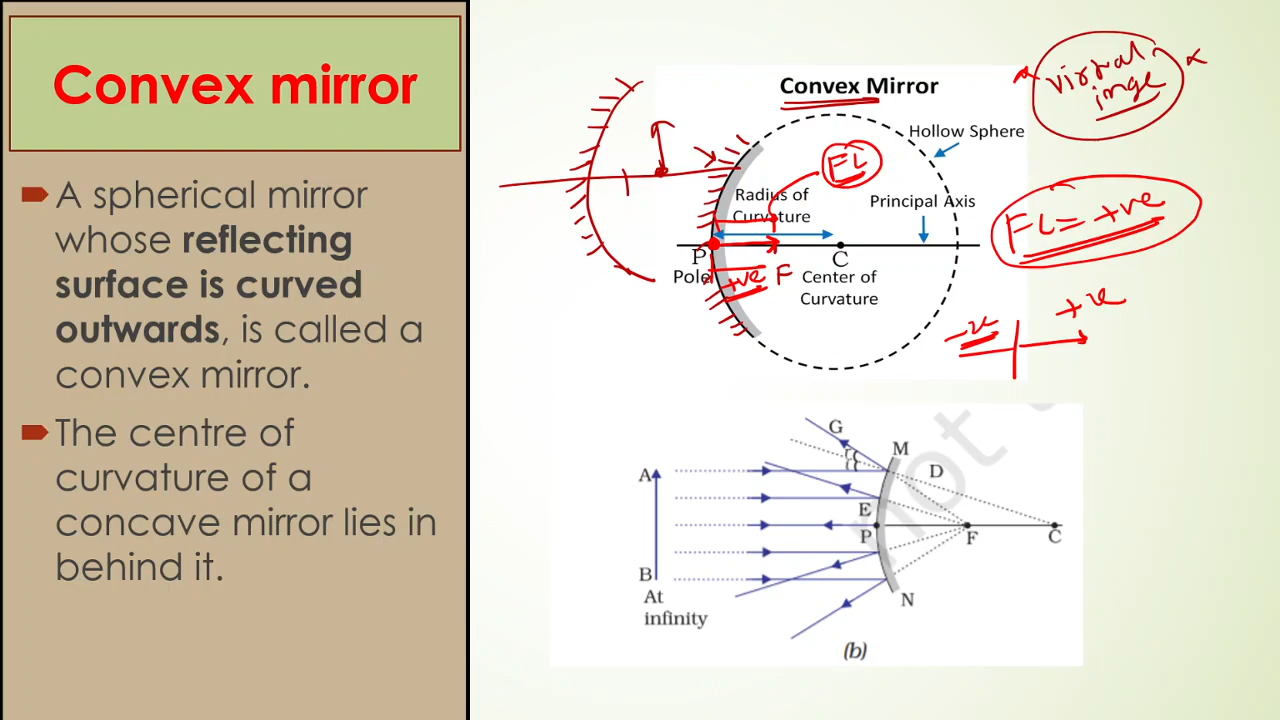 Convex mirror
A spherical mirror
whose reflecting
surface is curved
outwards, is called a
convex mirror.
The centre of
curvature of a
concave mirror lies in
behind it.
virtual
image
Convex Mirror
Hollow Sphere
FL
Radius of
Curvature
Principal Axis
FL = +ve
P
C
Pole
+ve
F
Center of
Curvature
-ve
+ve
not
G
M
A
D
E
P
F
C
B
At
infinity
N
(b)